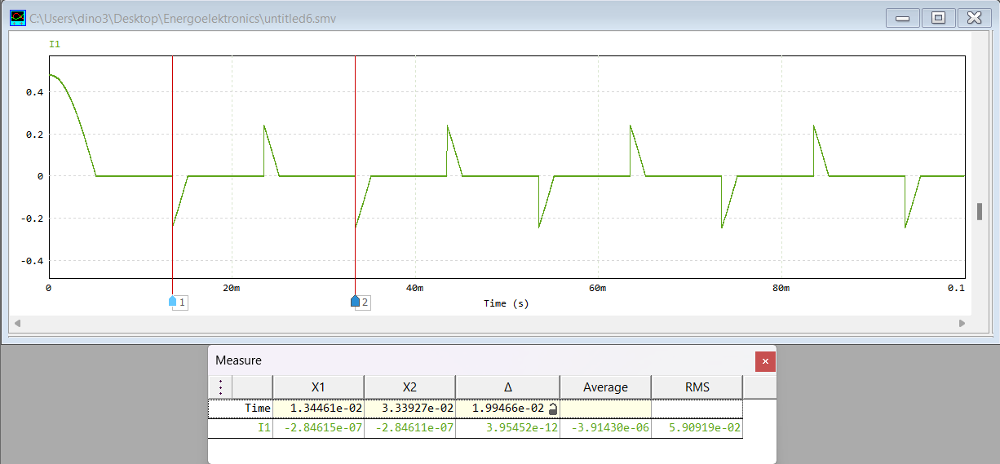 C:\Users\dino3\Desktop\Energoelektronics\untitled6.smv
I1
0.4
0.2
0
-0.2
-0.4
0 20m 40m 60m 80m 0.1
1 2
Time (s)
Measure
X1 X2 Δ Average RMS
Time 1.34461e-02 3.33927e-02 1.99466e-02
I1 -2.84615e-07 -2.84611e-07 3.95452e-12 -3.91430e-06 5.90919e-02